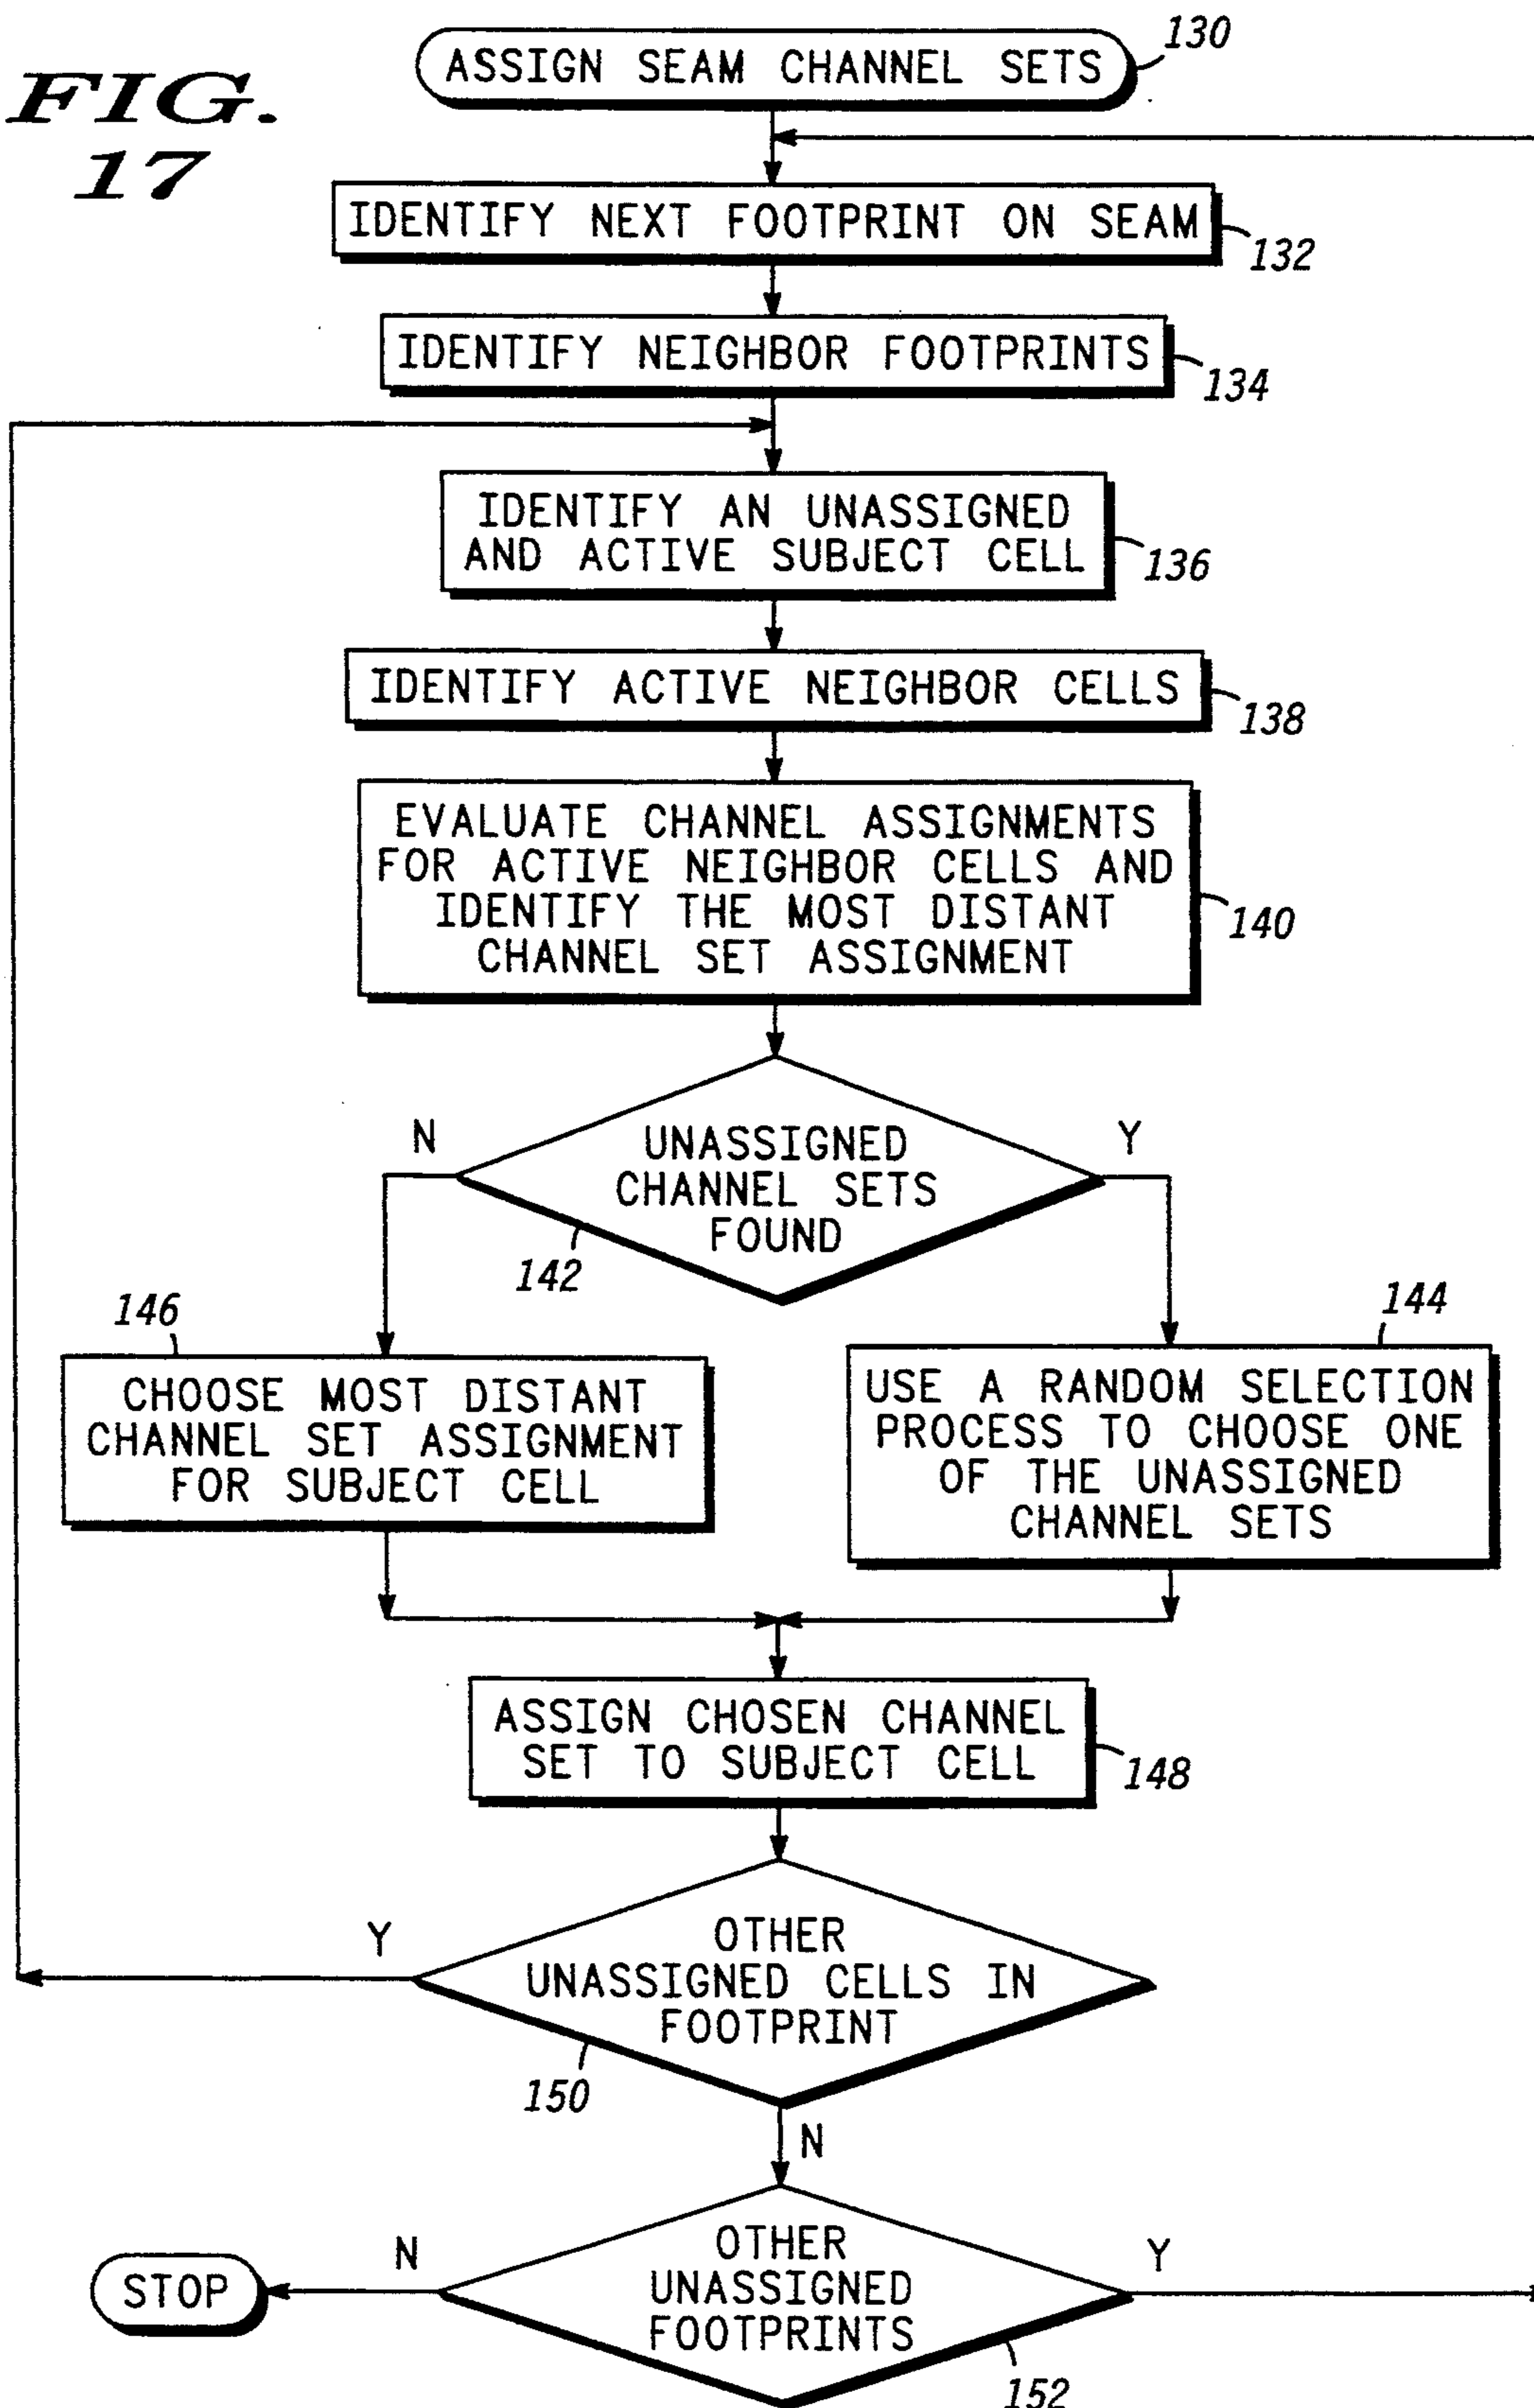 FIG.
17
ASSIGN SEAM CHANNEL SETS
130
IDENTIFY NEXT FOOTPRINT ON SEAM
132
IDENTIFY NEIGHBOR FOOTPRINTS
134
IDENTIFY AN UNASSIGNED
AND ACTIVE SUBJECT CELL
136
IDENTIFY ACTIVE NEIGHBOR CELLS
138
EVALUATE CHANNEL ASSIGNMENTS
FOR ACTIVE NEIGHBOR CELLS AND
IDENTIFY THE MOST DISTANT
CHANNEL SET ASSIGNMENT
140
N
UNASSIGNED
CHANNEL SETS
FOUND
Y
142
146
CHOOSE MOST DISTANT
CHANNEL SET ASSIGNMENT
FOR SUBJECT CELL
144
USE A RANDOM SELECTION
PROCESS TO CHOOSE ONE
OF THE UNASSIGNED
CHANNEL SETS
ASSIGN CHOSEN CHANNEL
SET TO SUBJECT CELL
148
Y
OTHER
UNASSIGNED CELLS IN
FOOTPRINT
150
N
STOP
N
OTHER
UNASSIGNED
FOOTPRINTS
Y
152